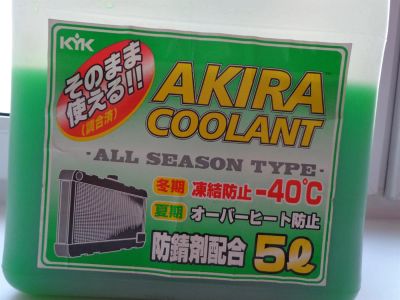 KYK
そのまま
使える!!
(調合済)
AKIRA
COOLANT
-ALL SEASON TYPE-
冬期 凍結防止 -40℃
夏期 オーバーヒート防止
防錆剤配合 5ℓ